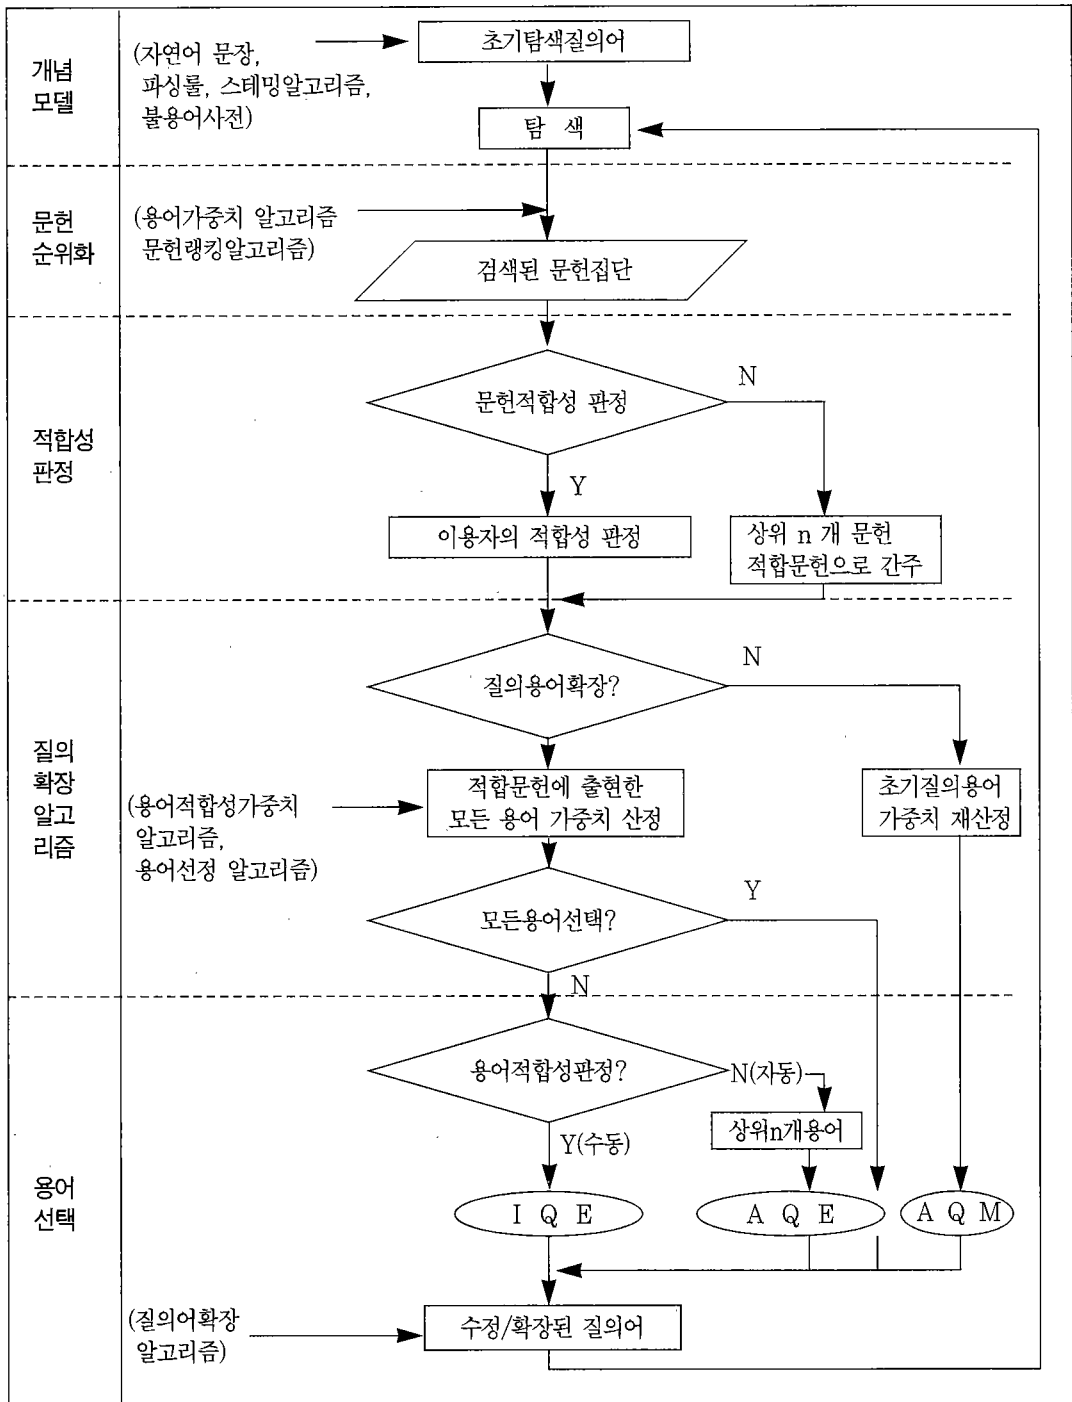 개념
모델
(자연어 문장,
파싱룰, 스테밍알고리즘,
불용어사전)
초기탐색질의어
탐 색
문헌
순위화
(용어가중치 알고리즘
문헌랭킹알고리즘)
검색된 문헌집단
적합성
판정
문헌적합성 판정
N
Y
이용자의 적합성 판정
상위 n 개 문헌
적합문헌으로 간주
질의
확장
알고
리즘
질의용어확장?
N
(용어적합성가중치
알고리즘,
용어선정 알고리즘)
적합문헌에 출현한
모든 용어 가중치 산정
초기질의용어
가중치 재산정
모든용어선택?
Y
N
용어
선택
용어적합성판정?
N(자동)
상위n개용어
Y(수동)
I Q E
A Q E
A Q M
(질의어확장
알고리즘)
수정/확장된 질의어